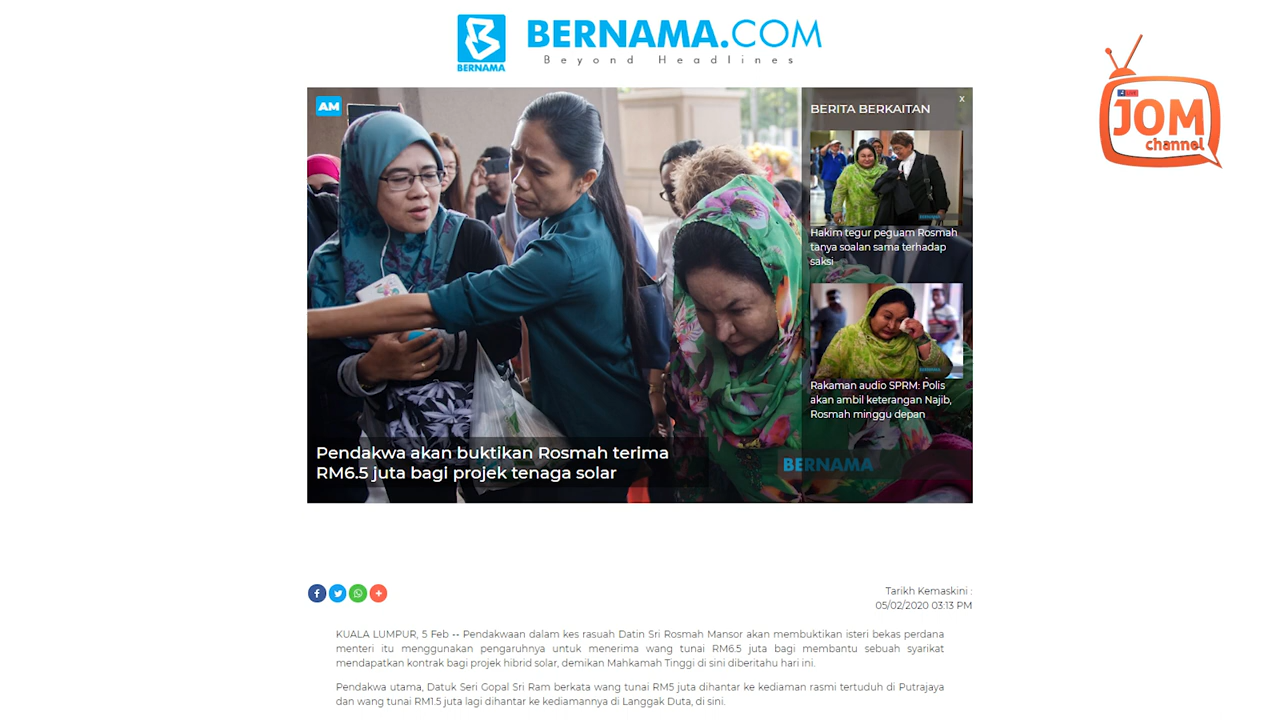 BERNAMA
BERNAMA.COM
Beyond Headlines
LIVE
JOM
channel
AM
BERITA BERKAITAN
x
Hakim tegur peguam Rosmah
tanya soalan sama terhadap
saksi
Rakaman audio SPRM: Polis
akan ambil keterangan Najib,
Rosmah minggu depan
Pendakwa akan buktikan Rosmah terima
RM6.5 juta bagi projek tenaga solar
BERNAMA
Tarikh Kemaskini :
05/02/2020 03:13 PM
KUALA LUMPUR, 5 Feb -- Pendakwaan dalam kes rasuah Datin Sri Rosmah Mansor akan membuktikan isteri bekas perdana
menteri itu menggunakan pengaruhnya untuk menerima wang tunai RM6.5 juta bagi membantu sebuah syarikat
mendapatkan kontrak bagi projek hibrid solar, demikian Mahkamah Tinggi di sini diberitahu hari ini.
Pendakwa utama, Datuk Seri Gopal Sri Ram berkata wang tunai RM5 juta dihantar ke kediaman rasmi tertuduh di Putrajaya
dan wang tunai RM1.5 juta lagi dihantar ke kediamannya di Langgak Duta, di sini.